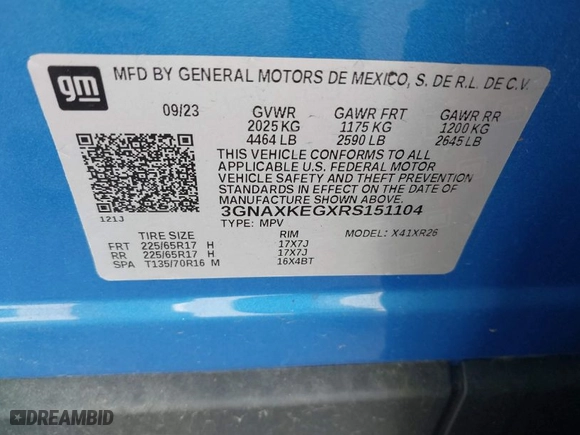 gm
MFD BY GENERAL MOTORS DE MEXICO, S. DE R.L. DE C.V.
09/23 GVWR GAWR FRT GAWR RR
2025 KG 1175 KG 1200 KG
4464 LB 2590 LB 2645 LB
THIS VEHICLE CONFORMS TO ALL
APPLICABLE U.S. FEDERAL MOTOR
VEHICLE SAFETY AND THEFT PREVENTION
STANDARDS IN EFFECT ON THE DATE OF
MANUFACTURE SHOWN ABOVE.
121J 3GNAXKEGXRS151104
TYPE: MPV
TIRE SIZE RIM MODEL: X41XR26
FRT 225/65R17 H 17X7J
RR 225/65R17 H 17X7J
SPA T135/70R16 M 16X4BT
DREAMBID